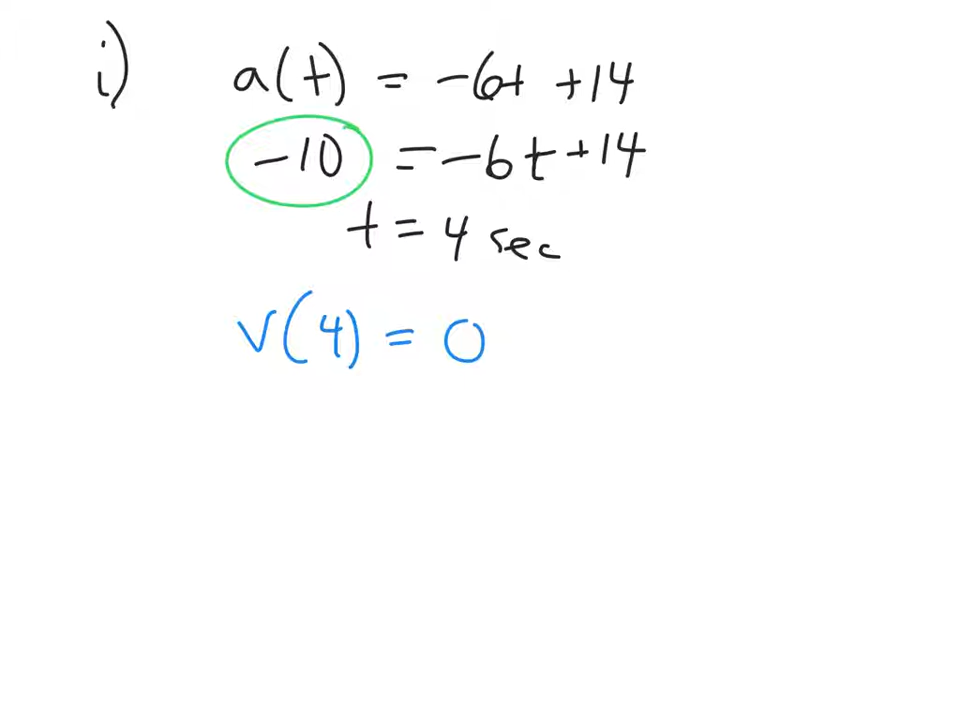 i) a(t) = -6t +14
-10 = -6t +14
t = 4 sec
v(4) = 0